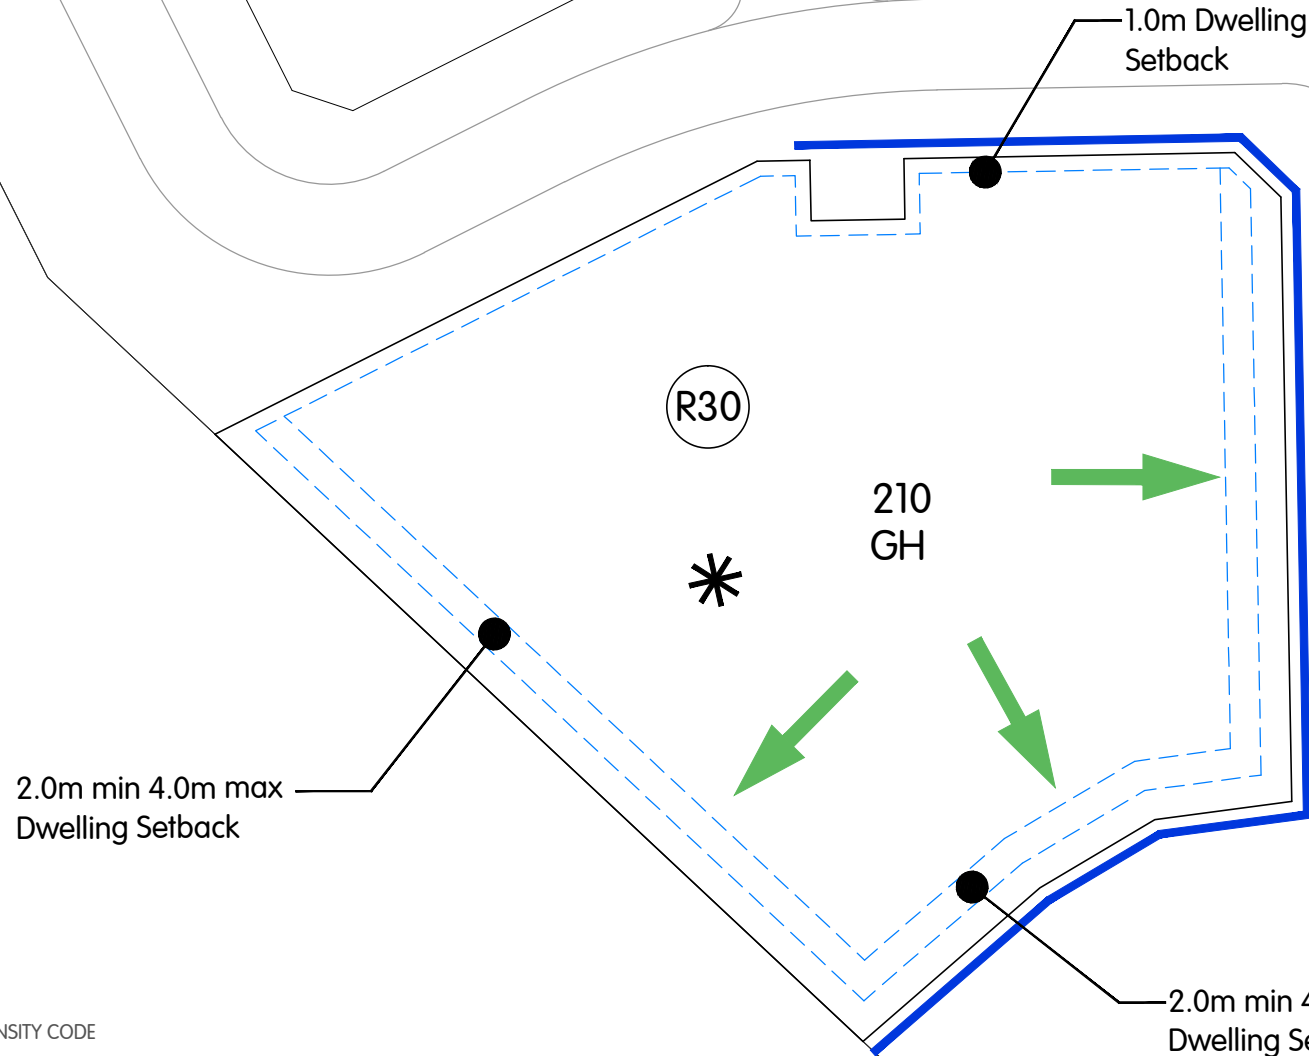 1.0m Dwelling
Setback
R30
210
GH
2.0m min 4.0m max
Dwelling Setback
2.0m min
Dwelling
CODE